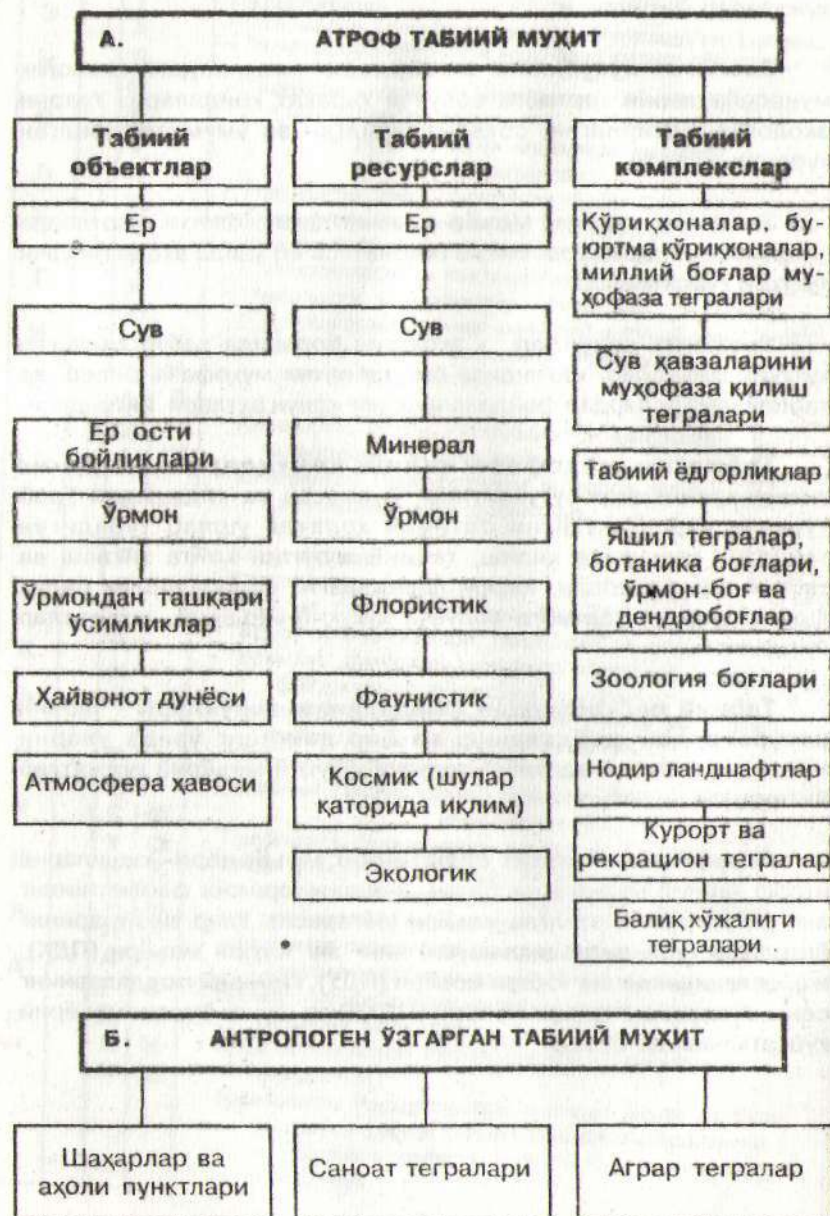 А. АТРОФ ТАБИИЙ МУҲИТ
Табиий
объектлар
Ер
Сув
Ер ости
бойликлари
Ўрмон
Ўрмондан ташқари
ўсимликлар
Ҳайвонот дунёси
Атмосфера ҳавоси
Табиий
ресурслар
Ер
Сув
Минерал
Ўрмон
Флористик
Фаунистик
Космик (шулар
қаторида иқлим)
Экологик
Табиий
комплекслар
Қўриқхоналар, бу-
юртма қўриқхоналар,
миллий боғлар му-
ҳофаза тегралари
Сув ҳавзаларини
муҳофаза қилиш
тегралари
Табиий ёдгорликлар
Яшил тегралар,
ботаника боғлари,
ўрмон-боғ ва
дендробоғлар
Зоология боғлари
Нодир ландшафтлар
Курорт ва
рекрацион тегралар
Балиқ хўжалиги
тегралари
Б. АНТРОПОГЕН ЎЗГАРГАН ТАБИИЙ МУҲИТ
Шаҳарлар ва
аҳоли пунктлари
Саноат тегралари
Аграр тегралар